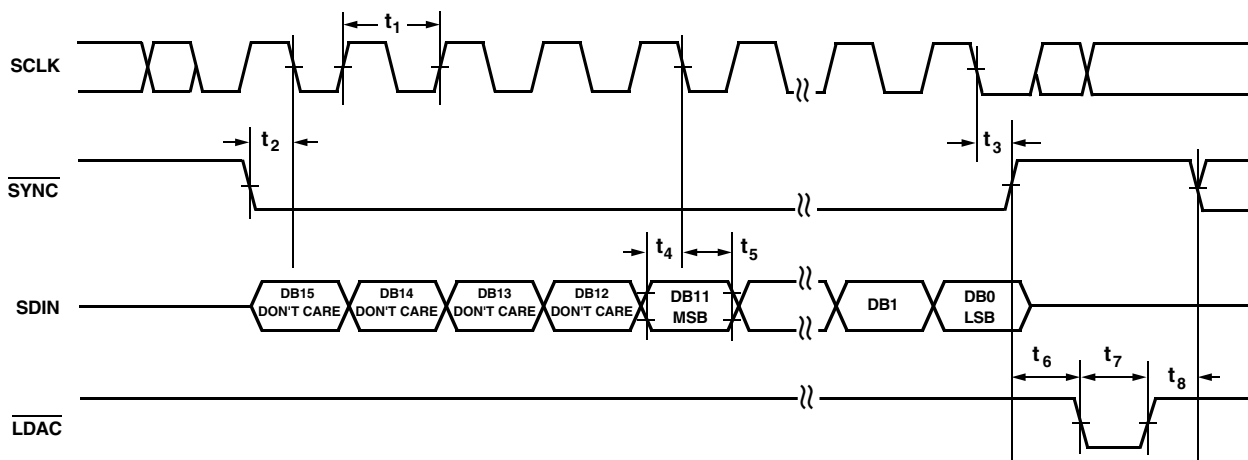 t1
SCLK
t2
t3
SYNC
t4
t5
SDIN
DB15
DON'T CARE
DB14
DON'T CARE
DB13
DON'T CARE
DB12
DON'T CARE
DB11
MSB
DB1
DB0
LSB
t6
t7
t8
LDAC